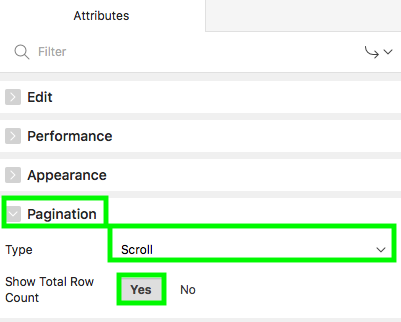 Attributes
Filter
Edit
Performance
Appearance
Pagination
Type Scroll
Show Total Row
Count Yes No